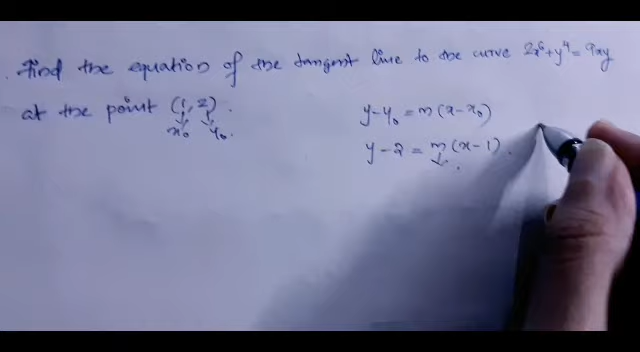 Find the equation of the tangent line to the curve 2x⁶+y⁴=9xy
at the point (1,2).
x₀ y₀.
y-y₀ = m(x-x₀)
y-2 = m(x-1).